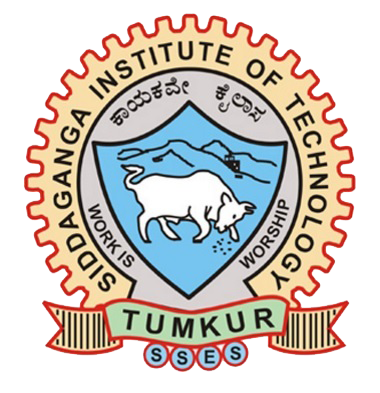 SIDDAGANGA INSTITUTE OF TECHNOLOGY
ಕಾಯಕವೇ ಕೈಲಾಸ
WORK IS WORSHIP
TUMKUR
SSES